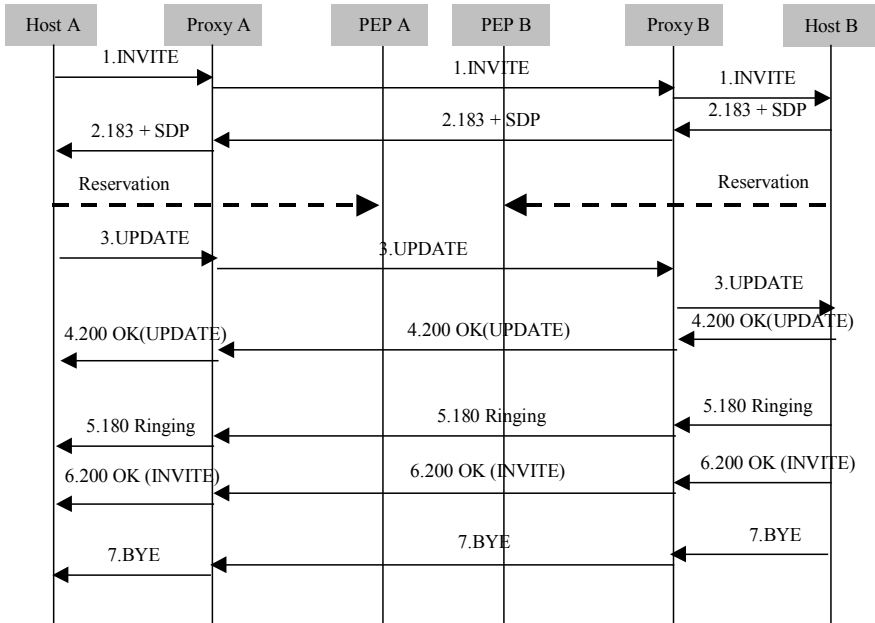 Host A Proxy A PEP A PEP B Proxy B Host B
1.INVITE 1.INVITE 1.INVITE
2.183 + SDP 2.183 + SDP 2.183 + SDP
Reservation Reservation
3.UPDATE 3.UPDATE 3.UPDATE
4.200 OK(UPDATE) 4.200 OK(UPDATE) 4.200 OK(UPDATE)
5.180 Ringing 5.180 Ringing 5.180 Ringing
6.200 OK (INVITE) 6.200 OK (INVITE) 6.200 OK (INVITE)
7.BYE 7.BYE 7.BYE